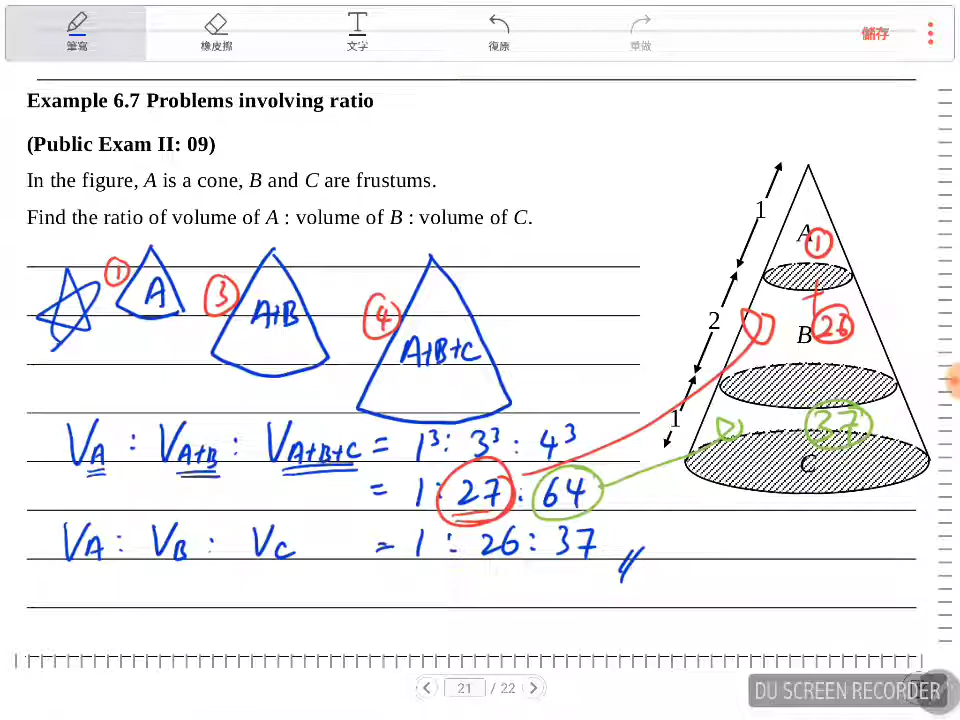 筆寫 橡皮擦 文字 復原 重做 儲存
Example 6.7 Problems involving ratio
(Public Exam II: 09)
In the figure, A is a cone, B and C are frustums.
Find the ratio of volume of A : volume of B : volume of C.
① A ③ A+B ④ A+B+C
V_A : V_{A+B} : V_{A+B+C} = 1³ : 3³ : 4³
= 1 : 27 : 64
V_A : V_B : V_C = 1 : 26 : 37
1 A ①
2 B 26
1 37
C
21 / 22
DU SCREEN RECORDER